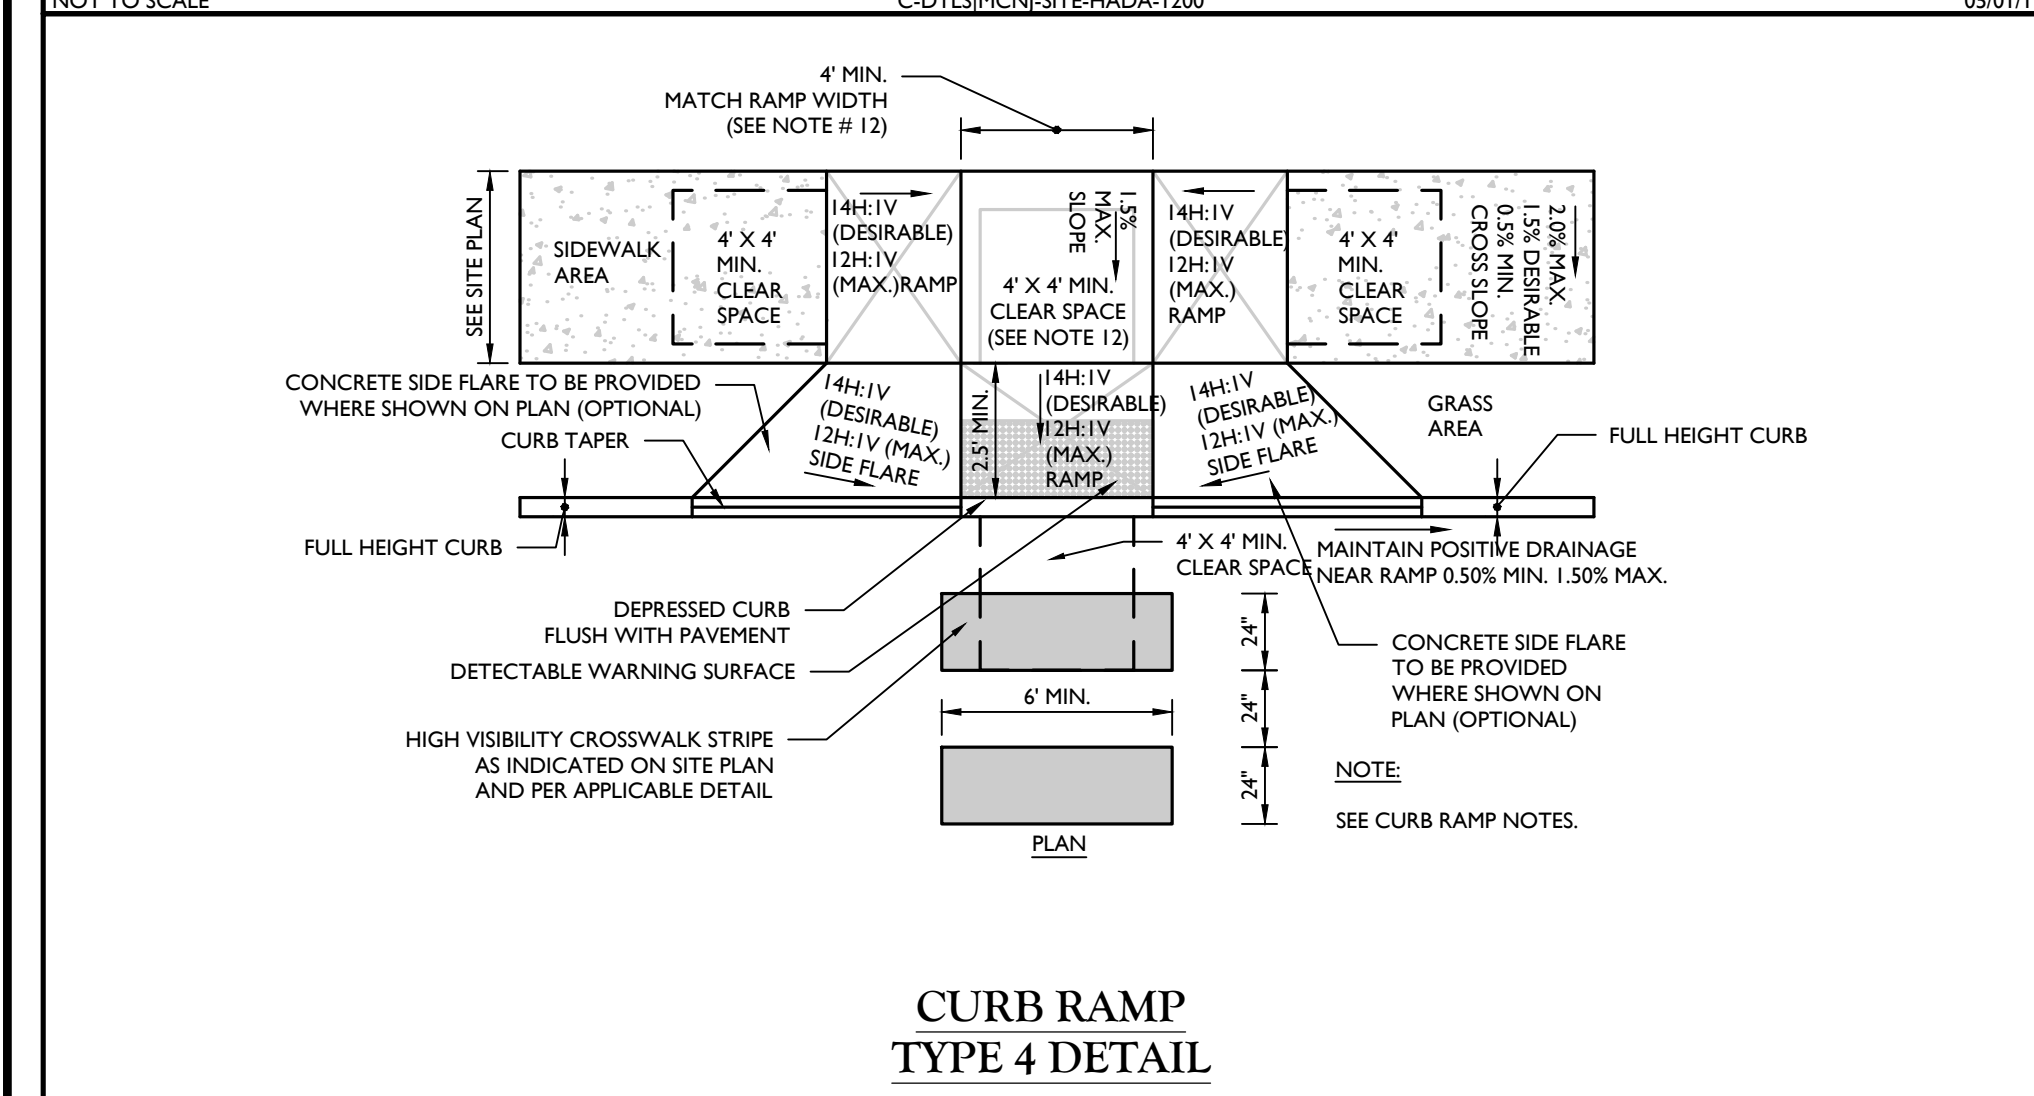 NOT TO SCALE
C-DTLS|MCNJ-SITE-HADA-1200
4' MIN.
MATCH RAMP WIDTH
(SEE NOTE # 12)
SEE SITE PLAN
SIDEWALK
AREA
4' X 4'
MIN.
CLEAR
SPACE
14H:1V
(DESIRABLE)
12H:1V
(MAX.)RAMP
1.5%
MAX.
SLOPE
4' X 4' MIN.
CLEAR SPACE
(SEE NOTE 12)
14H:1V
(DESIRABLE)
12H:1V
(MAX.)
RAMP
4' X 4'
MIN.
CLEAR
SPACE
2.0% MAX.
1.5% DESIRABLE
0.5% MIN.
CROSS SLOPE
CONCRETE SIDE FLARE TO BE PROVIDED
WHERE SHOWN ON PLAN (OPTIONAL)
CURB TAPER
14H:1V
(DESIRABLE)
12H:1V (MAX.)
SIDE FLARE
2.5' MIN.
14H:1V
(DESIRABLE)
12H:1V
(MAX.)
RAMP
14H:1V
(DESIRABLE)
12H:1V (MAX.)
SIDE FLARE
GRASS
AREA
FULL HEIGHT CURB
FULL HEIGHT CURB
4' X 4' MIN.
CLEAR SPACE
MAINTAIN POSITIVE DRAINAGE
NEAR RAMP 0.50% MIN. 1.50% MAX.
DEPRESSED CURB
FLUSH WITH PAVEMENT
DETECTABLE WARNING SURFACE
HIGH VISIBILITY CROSSWALK STRIPE
AS INDICATED ON SITE PLAN
AND PER APPLICABLE DETAIL
6' MIN.
24"
24"
24"
CONCRETE SIDE FLARE
TO BE PROVIDED
WHERE SHOWN ON
PLAN (OPTIONAL)
NOTE:
SEE CURB RAMP NOTES.
PLAN
CURB RAMP
TYPE 4 DETAIL